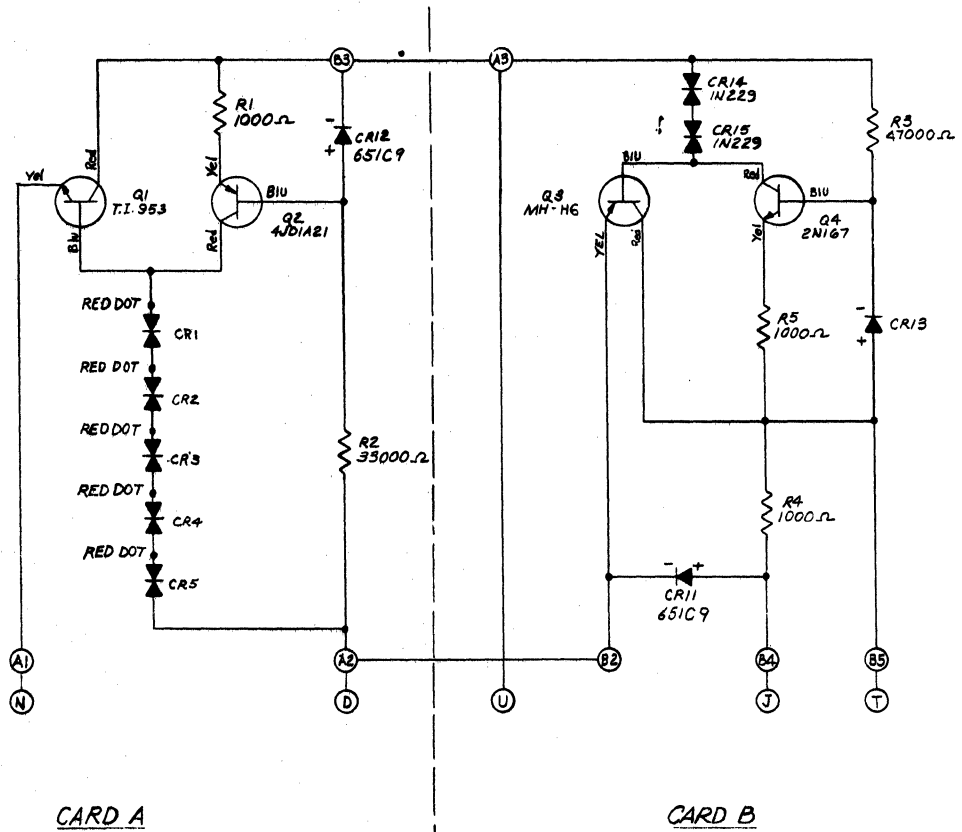 B3
A3
CR14
1N229
R1
1000Ω
CR12
651C9
CR15
1N229
R3
47000Ω
Yel
Red
Yel
Blu
Blu
Red
Blu
Q1
T.I. 953
Q2
4JD1A21
Q3
MH-H6
Q4
2N167
Blu
Red
YEL
Red
Yel
RED DOT
CR1
R5
1000Ω
CR13
RED DOT
CR2
RED DOT
CR3
R2
33000Ω
RED DOT
CR4
R4
1000Ω
RED DOT
CR5
- +
CR11
651C9
A1
A2
B2
B4
B5
N
D
U
J
T
CARD A
CARD B